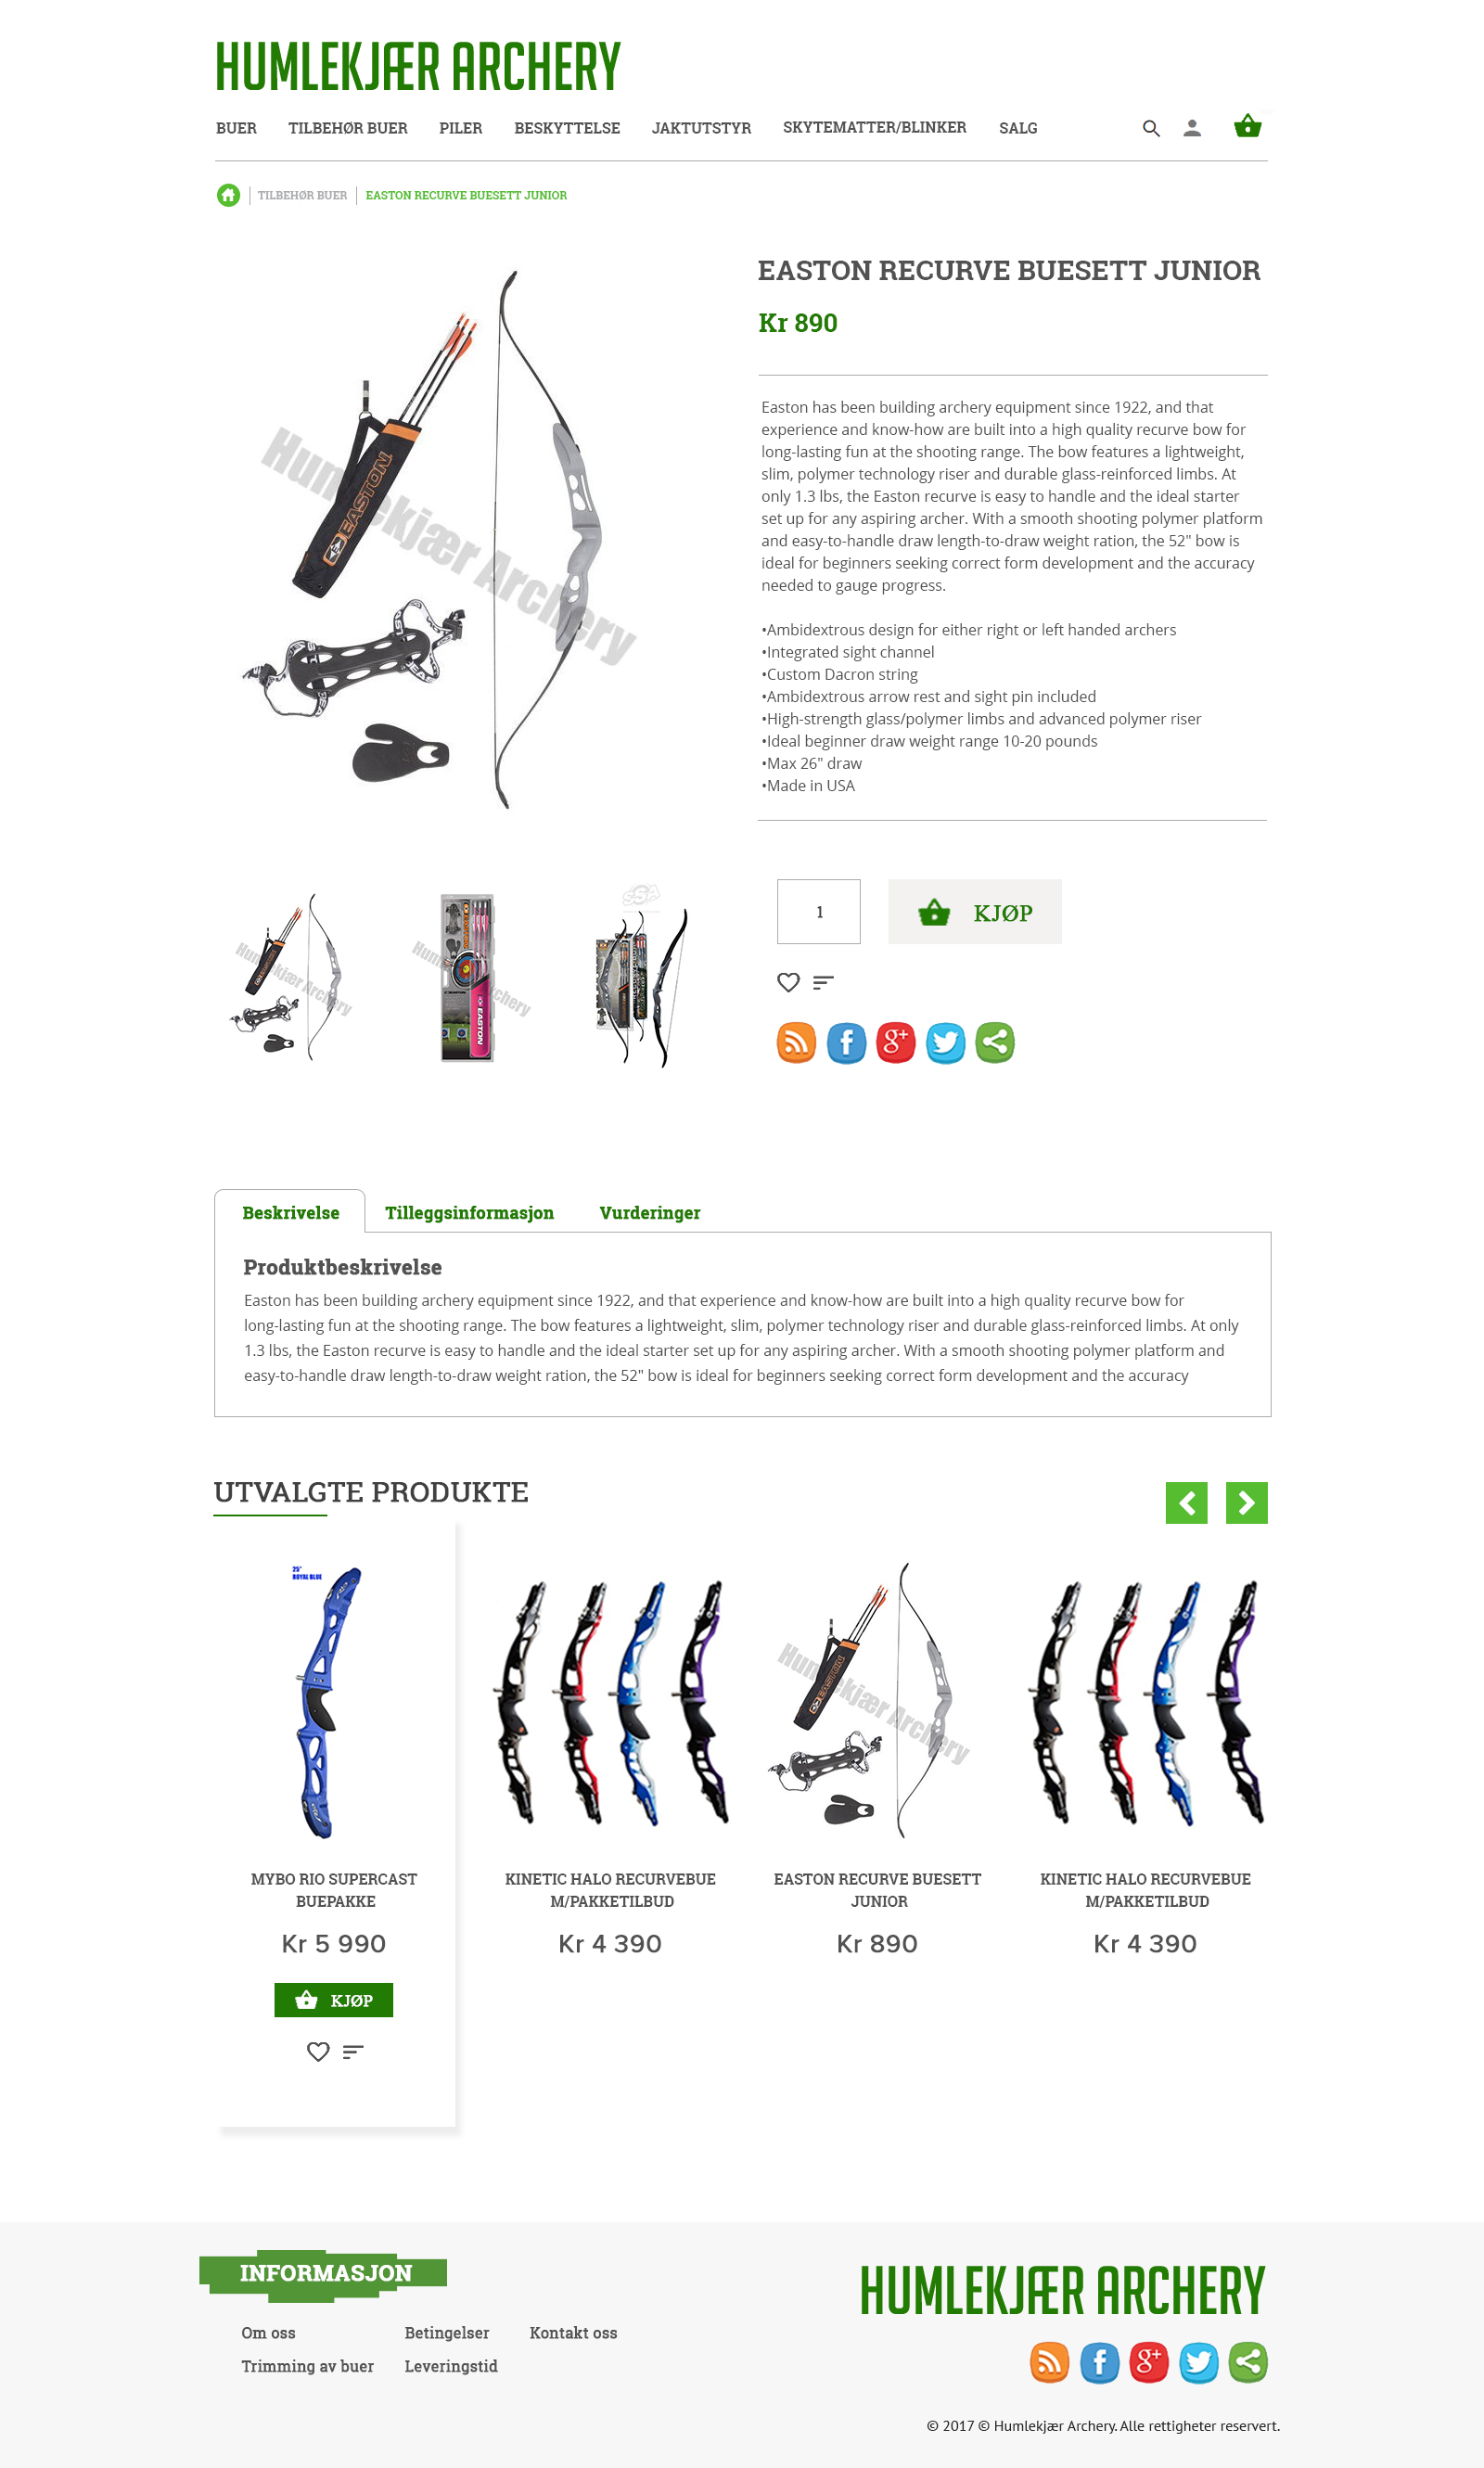 HUMLEKJÆR ARCHERY
BUER TILBEHØR BUER PILER BESKYTTELSE JAKTUTSTYR SKYTEMATTER/BLINKER SALG
TILBEHØR BUER EASTON RECURVE BUESETT JUNIOR
EASTON
Humlekjær Archery
EASTON RECURVE BUESETT JUNIOR
Kr 890
Easton has been building archery equipment since 1922, and that
experience and know-how are built into a high quality recurve bow for
long-lasting fun at the shooting range. The bow features a lightweight,
slim, polymer technology riser and durable glass-reinforced limbs. At
only 1.3 lbs, the Easton recurve is easy to handle and the ideal starter
set up for any aspiring archer. With a smooth shooting polymer platform
and easy-to-handle draw length-to-draw weight ration, the 52" bow is
ideal for beginners seeking correct form development and the accuracy
needed to gauge progress.
•Ambidextrous design for either right or left handed archers
•Integrated sight channel
•Custom Dacron string
•Ambidextrous arrow rest and sight pin included
•High-strength glass/polymer limbs and advanced polymer riser
•Ideal beginner draw weight range 10-20 pounds
•Max 26" draw
•Made in USA
Humlekjær Archery
EASTON
SSA
1
KJØP
Beskrivelse Tilleggsinformasjon Vurderinger
Produktbeskrivelse
Easton has been building archery equipment since 1922, and that experience and know-how are built into a high quality recurve bow for
long-lasting fun at the shooting range. The bow features a lightweight, slim, polymer technology riser and durable glass-reinforced limbs. At only
1.3 lbs, the Easton recurve is easy to handle and the ideal starter set up for any aspiring archer. With a smooth shooting polymer platform and
easy-to-handle draw length-to-draw weight ration, the 52" bow is ideal for beginners seeking correct form development and the accuracy
UTVALGTE PRODUKTE
25"
ROYAL BLUE
EASTON
Humlekjær Archery
MYBO RIO SUPERCAST
BUEPAKKE
Kr 5 990
KJØP
KINETIC HALO RECURVEBUE
M/PAKKETILBUD
Kr 4 390
EASTON RECURVE BUESETT
JUNIOR
Kr 890
KINETIC HALO RECURVEBUE
M/PAKKETILBUD
Kr 4 390
INFORMASJON
Om oss Betingelser Kontakt oss
Trimming av buer Leveringstid
HUMLEKJÆR ARCHERY
© 2017 © Humlekjær Archery. Alle rettigheter reservert.